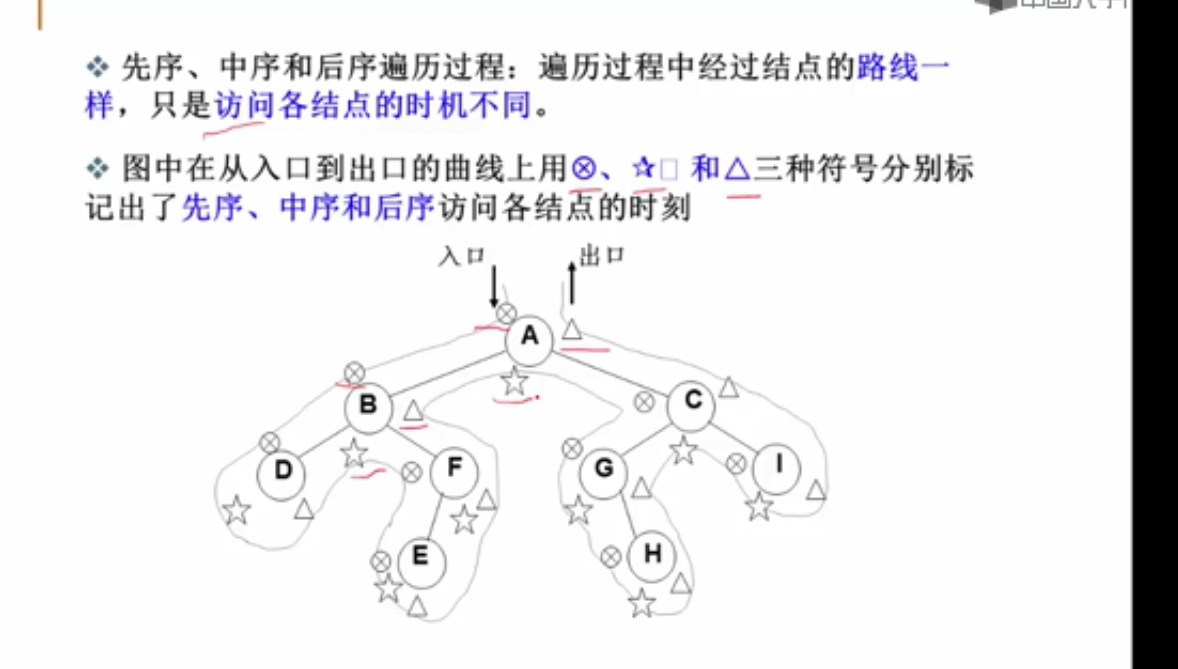 ❖ 先序、中序和后序遍历过程：遍历过程中经过结点的路线一
样，只是访问各结点的时机不同。
❖ 图中在从入口到出口的曲线上用⊗、☆□ 和△三种符号分别标
记出了先序、中序和后序访问各结点的时刻
入口 出口
A
B C
D F G I
E H